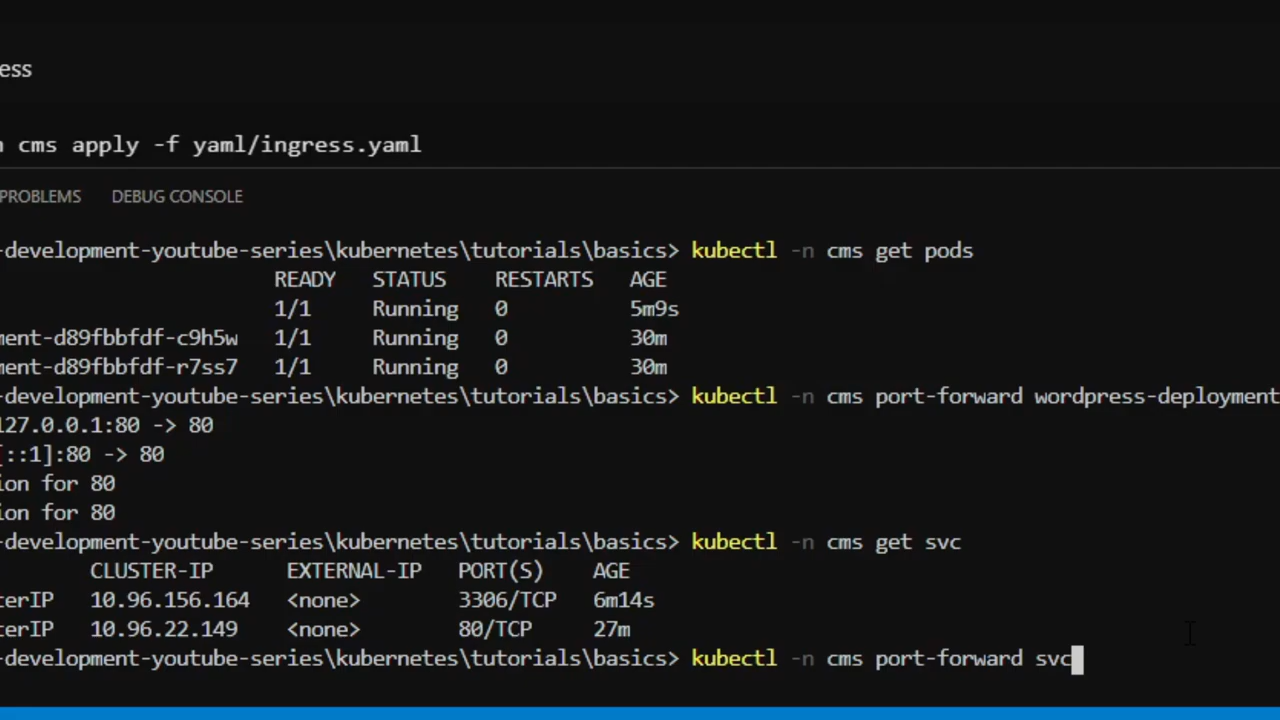 ess
cms apply -f yaml/ingress.yaml
PROBLEMS DEBUG CONSOLE
-development-youtube-series\kubernetes\tutorials\basics> kubectl -n cms get pods
READY STATUS RESTARTS AGE
1/1 Running 0 5m9s
ment-d89fbbfdf-c9h5w 1/1 Running 0 30m
ment-d89fbbfdf-r7ss7 1/1 Running 0 30m
-development-youtube-series\kubernetes\tutorials\basics> kubectl -n cms port-forward wordpress-deployment
127.0.0.1:80 -> 80
[::1]:80 -> 80
ion for 80
ion for 80
-development-youtube-series\kubernetes\tutorials\basics> kubectl -n cms get svc
CLUSTER-IP EXTERNAL-IP PORT(S) AGE
terIP 10.96.156.164 <none> 3306/TCP 6m14s
terIP 10.96.22.149 <none> 80/TCP 27m
-development-youtube-series\kubernetes\tutorials\basics> kubectl -n cms port-forward svc